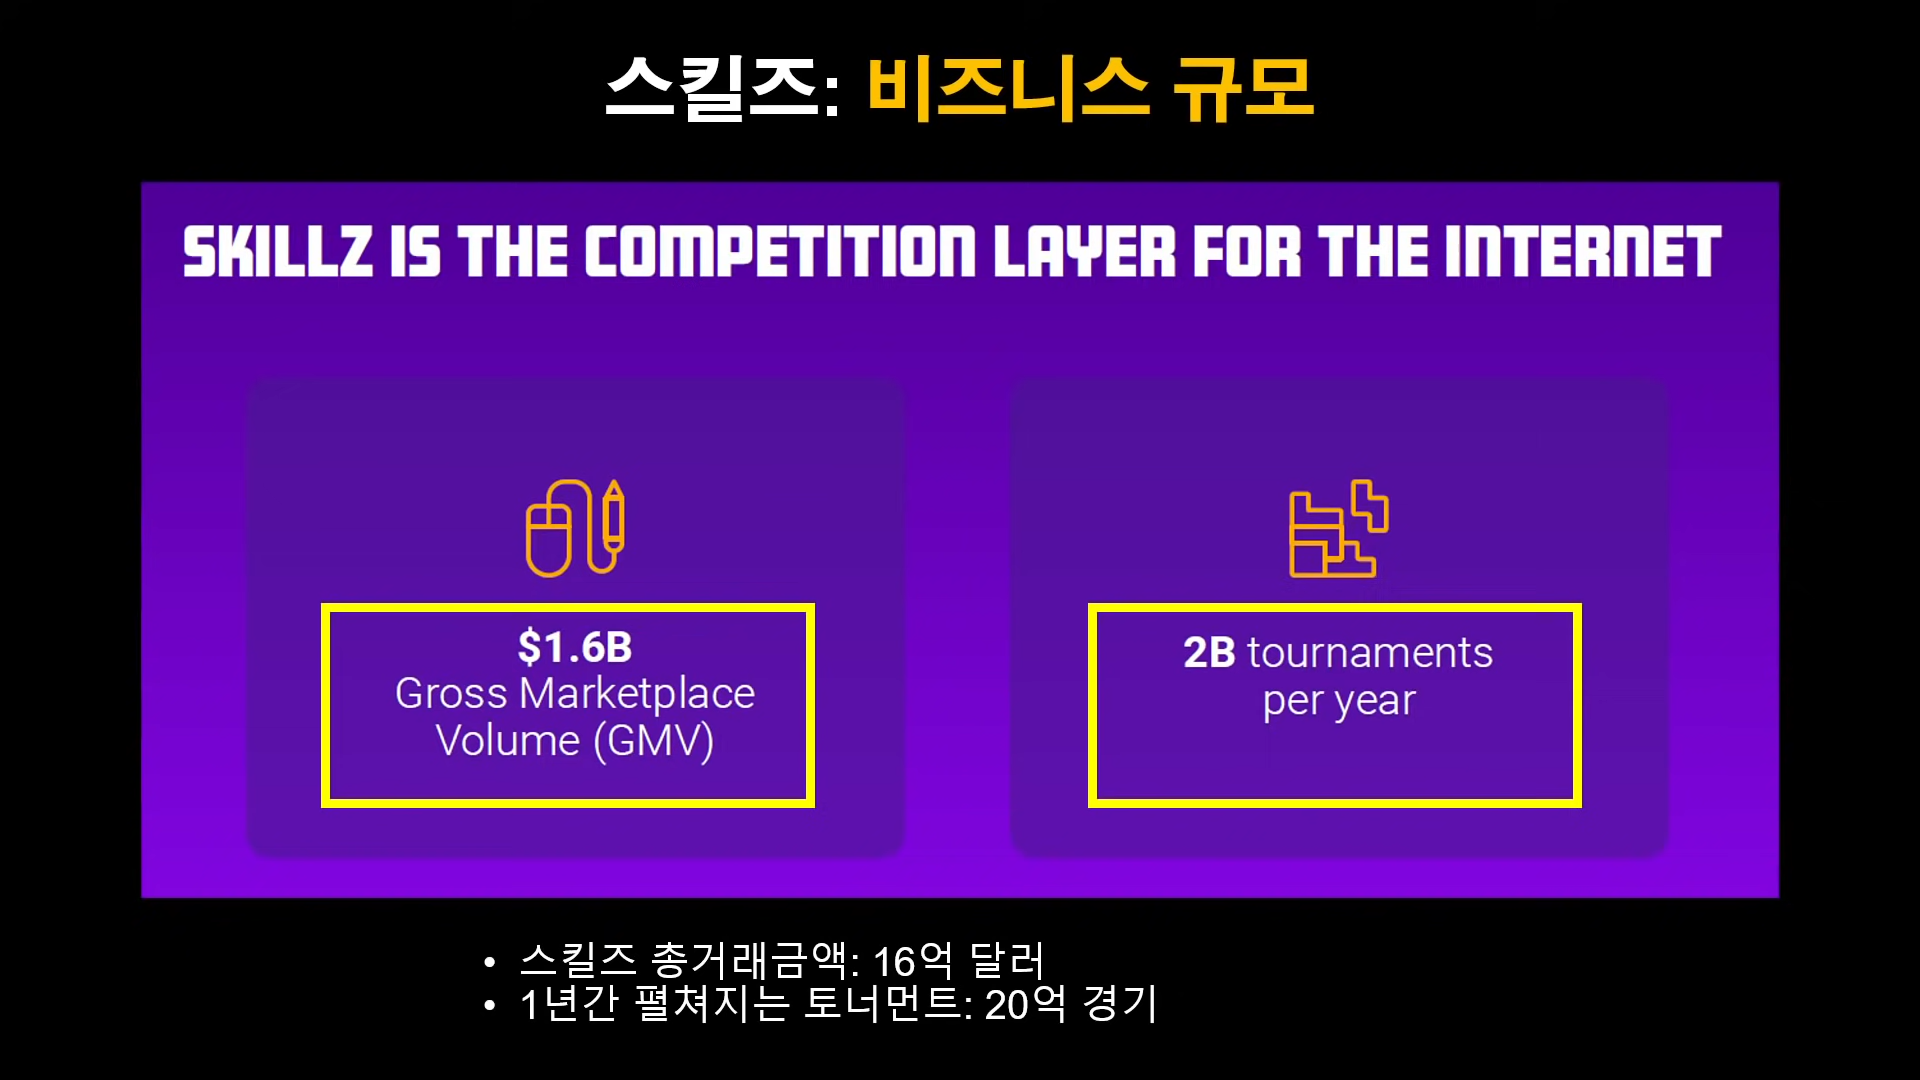 스킬즈: 비즈니스 규모
SKILLZ IS THE COMPETITION LAYER FOR THE INTERNET
$1.6B
Gross Marketplace
Volume (GMV)
2B tournaments
per year
• 스킬즈 총거래금액: 16억 달러
• 1년간 펼쳐지는 토너먼트: 20억 경기